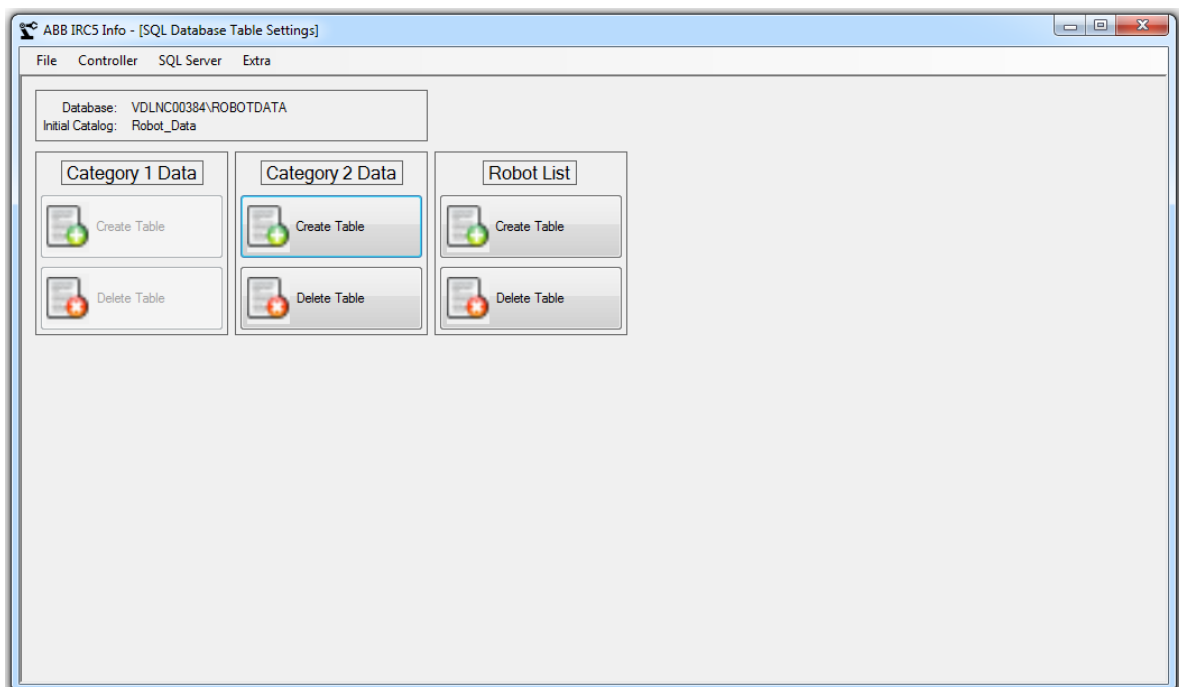 ABB IRC5 Info - [SQL Database Table Settings]
File Controller SQL Server Extra
Database: VDLNC00384\ROBOTDATA
Initial Catalog: Robot_Data
Category 1 Data Category 2 Data Robot List
Create Table Create Table Create Table
Delete Table Delete Table Delete Table